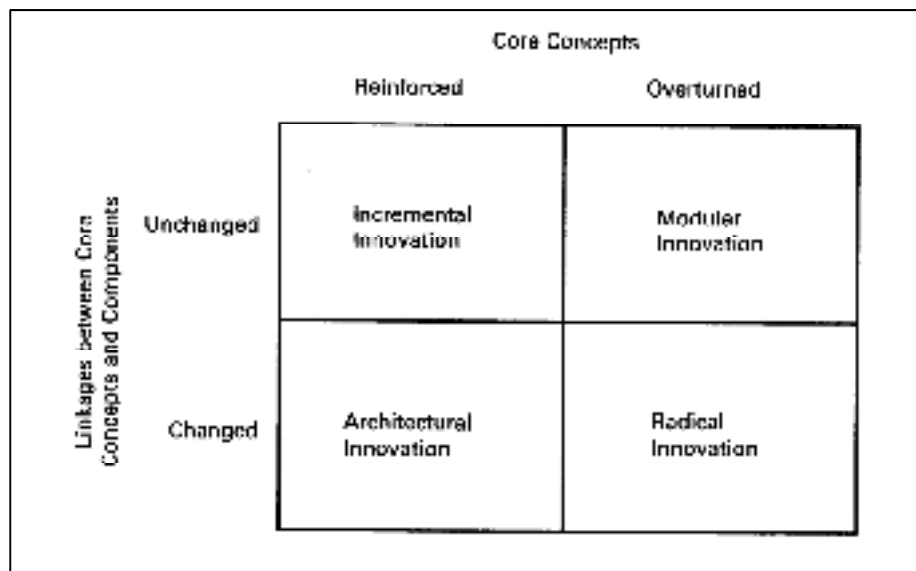 Core Concepts
Reinforced Overturned
Linkages between Core
Concepts and Components
Unchanged
Incremental
Innovation
Modular
Innovation
Changed
Architectural
Innovation
Radical
Innovation